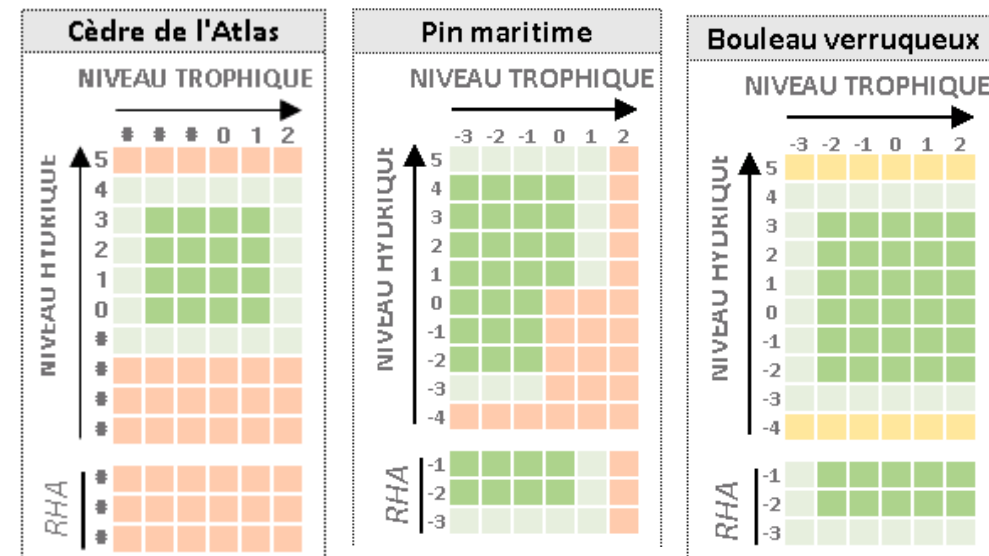 Cèdre de l'Atlas
NIVEAU TROPHIQUE
# # # 0 1 2
NIVEAU HYDRIQUE
5
4
3
2
1
0
#
#
#
#
RHA
#
#
#
Pin maritime
NIVEAU TROPHIQUE
-3 -2 -1 0 1 2
NIVEAU HYDRIQUE
5
4
3
2
1
0
-1
-2
-3
-4
RHA
-1
-2
-3
Bouleau verruqueux
NIVEAU TROPHIQUE
-3 -2 -1 0 1 2
NIVEAU HYDRIQUE
5
4
3
2
1
0
-1
-2
-3
-4
RHA
-1
-2
-3